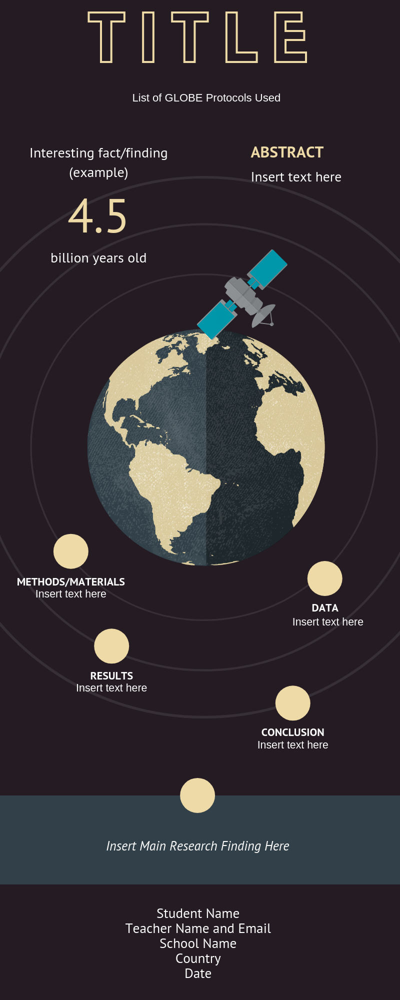 TITLE
List of GLOBE Protocols Used
Interesting fact/finding
(example)
4.5
billion years old
ABSTRACT
Insert text here
METHODS/MATERIALS
Insert text here
DATA
Insert text here
RESULTS
Insert text here
CONCLUSION
Insert text here
Insert Main Research Finding Here
Student Name
Teacher Name and Email
School Name
Country
Date